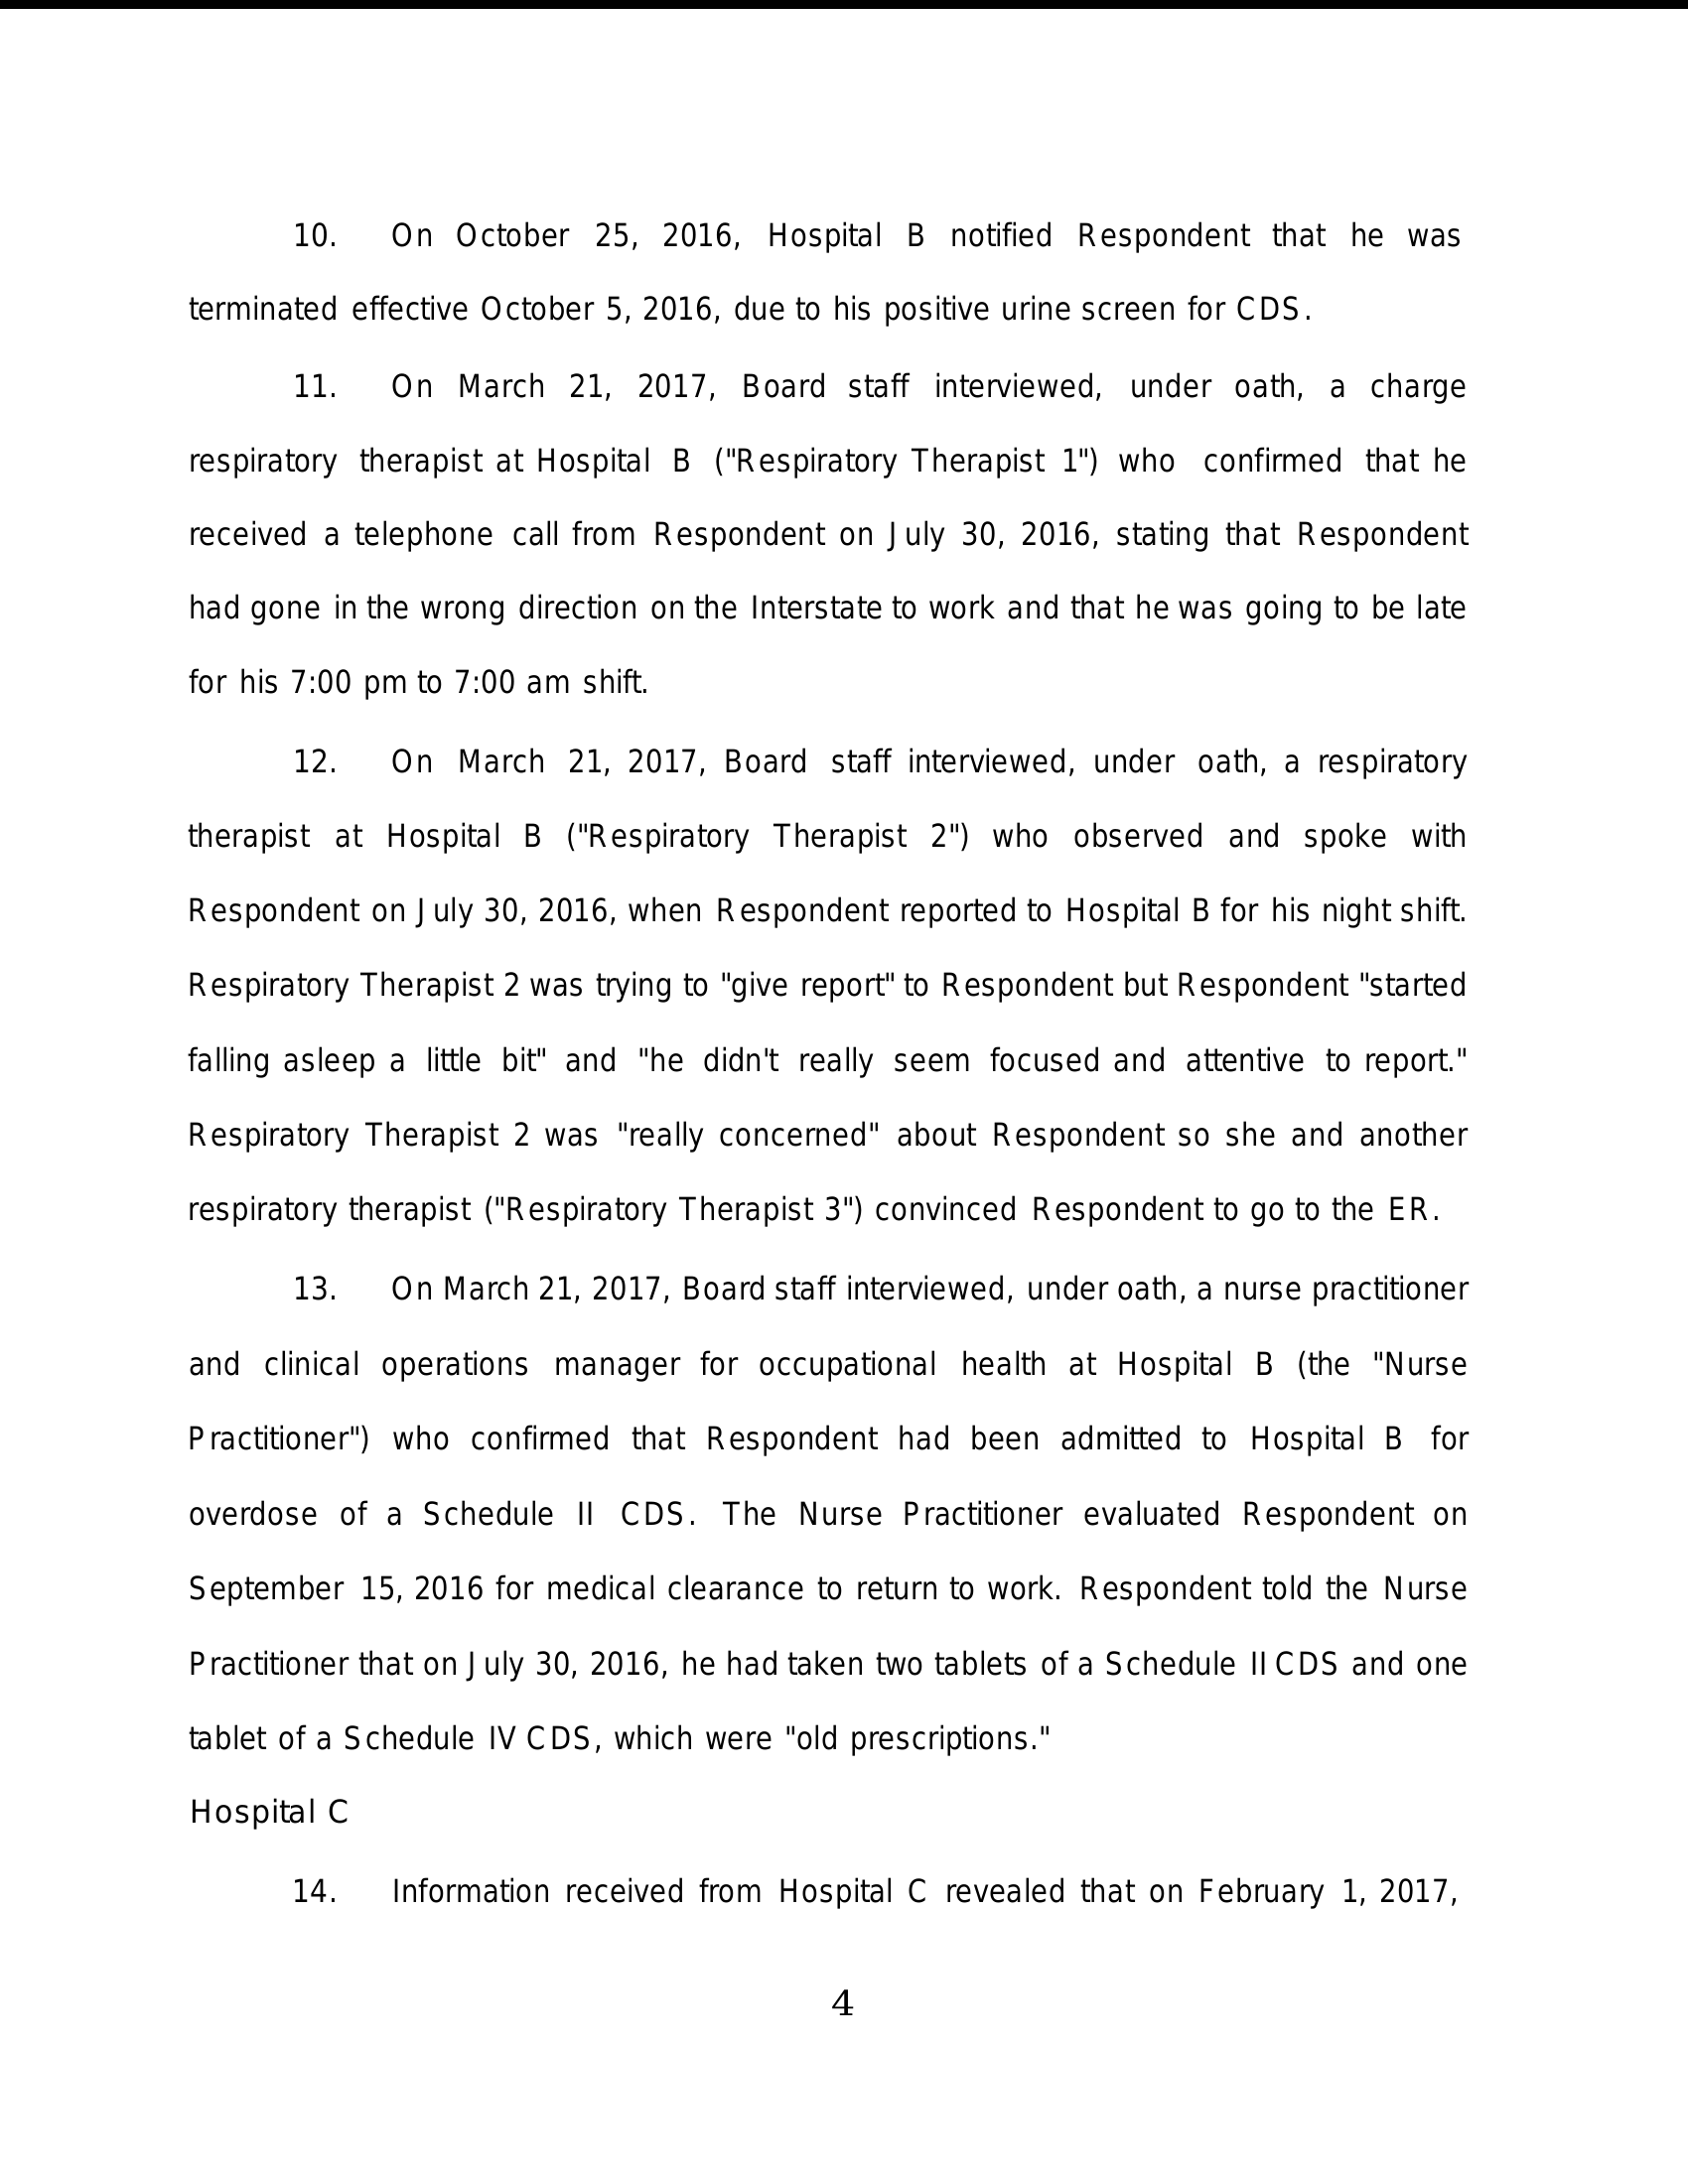 10. On October 25, 2016, Hospital B notified Respondent that he was
terminated effective October 5, 2016, due to his positive urine screen for CDS.
11. On March 21, 2017, Board staff interviewed, under oath, a charge
respiratory therapist at Hospital B ("Respiratory Therapist 1") who confirmed that he
received a telephone call from Respondent on July 30, 2016, stating that Respondent
had gone in the wrong direction on the Interstate to work and that he was going to be late
for his 7:00 pm to 7:00 am shift.
12. On March 21, 2017, Board staff interviewed, under oath, a respiratory
therapist at Hospital B ("Respiratory Therapist 2") who observed and spoke with
Respondent on July 30, 2016, when Respondent reported to Hospital B for his night shift.
Respiratory Therapist 2 was trying to "give report" to Respondent but Respondent "started
falling asleep a little bit" and "he didn't really seem focused and attentive to report."
Respiratory Therapist 2 was "really concerned" about Respondent so she and another
respiratory therapist ("Respiratory Therapist 3") convinced Respondent to go to the ER.
13. On March 21, 2017, Board staff interviewed, under oath, a nurse practitioner
and clinical operations manager for occupational health at Hospital B (the "Nurse
Practitioner") who confirmed that Respondent had been admitted to Hospital B for
overdose of a Schedule II CDS. The Nurse Practitioner evaluated Respondent on
September 15, 2016 for medical clearance to return to work. Respondent told the Nurse
Practitioner that on July 30, 2016, he had taken two tablets of a Schedule II CDS and one
tablet of a Schedule IV CDS, which were "old prescriptions."
Hospital C
14. Information received from Hospital C revealed that on February 1, 2017,
4